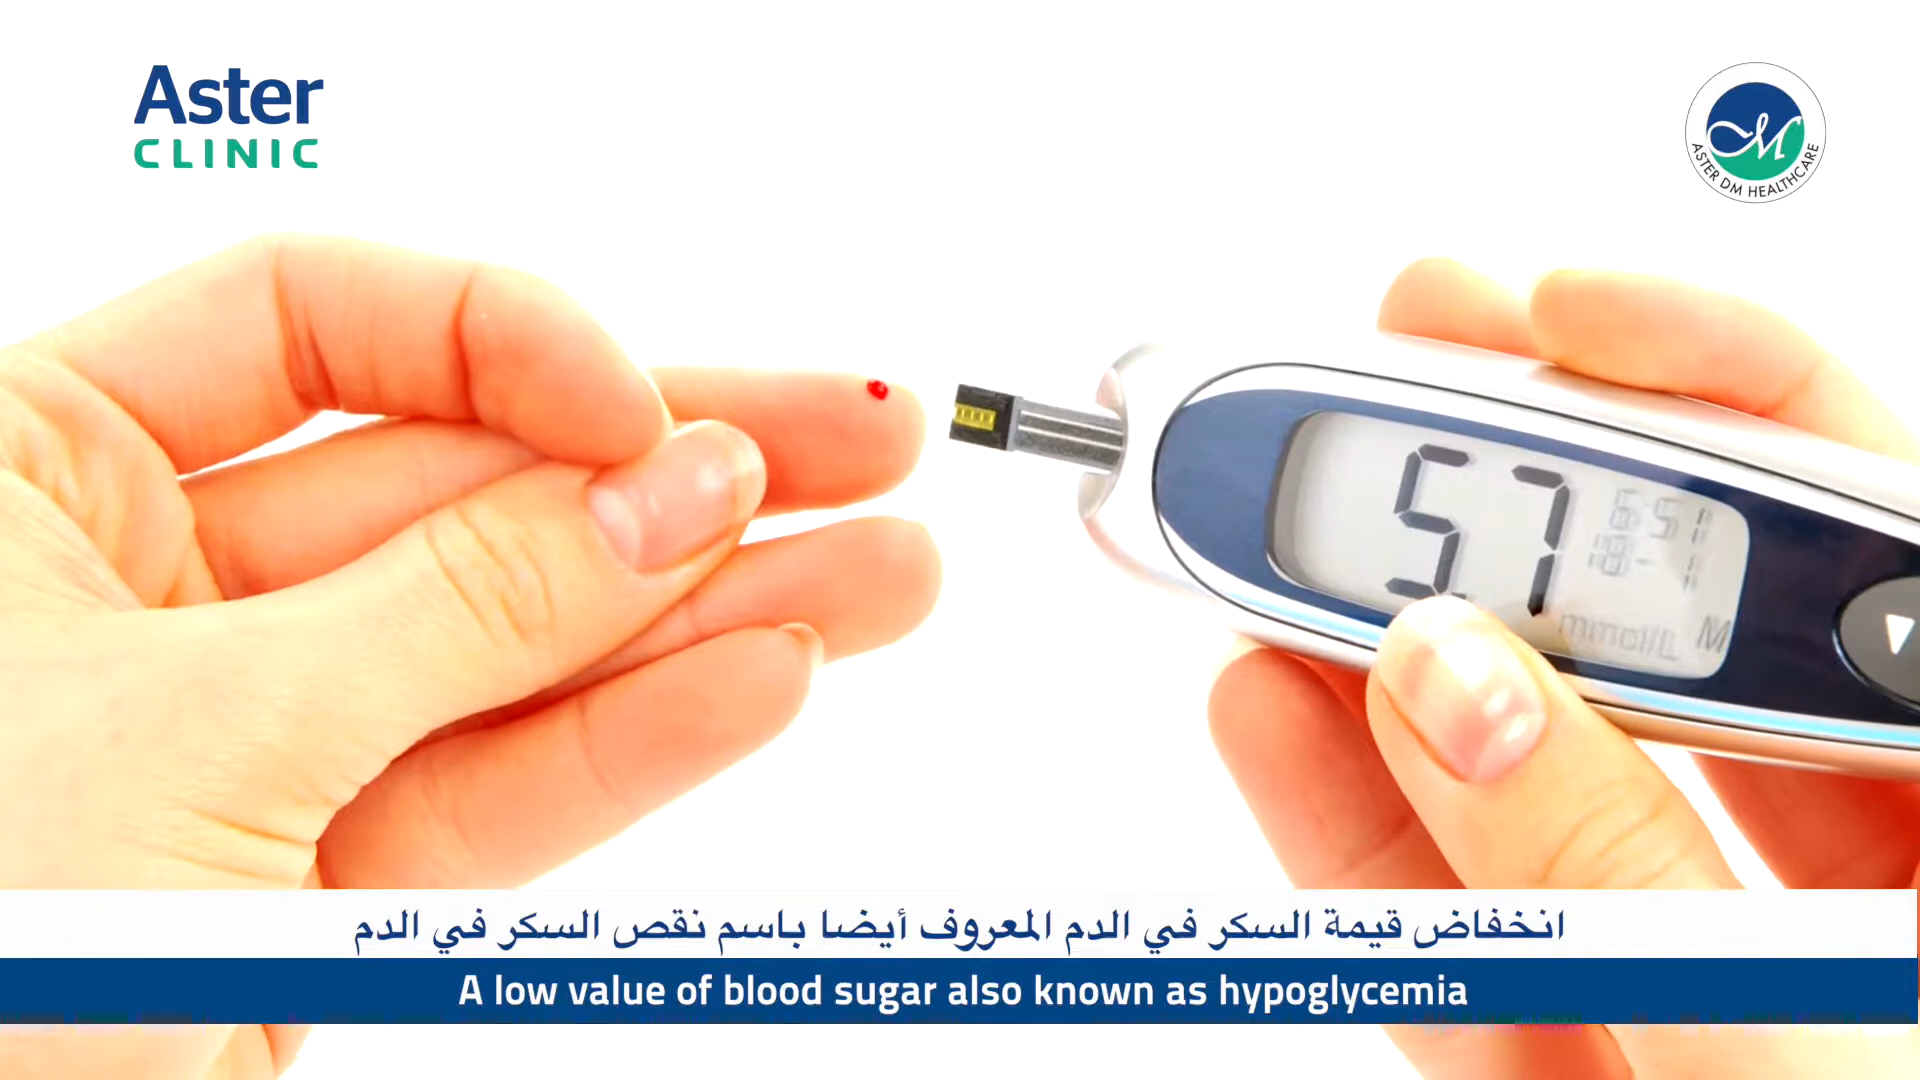 Aster
CLINIC
M
ASTER DM HEALTHCARE
57
mmol/L M
انخفاض قيمة السكر في الدم المعروف أيضا باسم نقص السكر في الدم
A low value of blood sugar also known as hypoglycemia